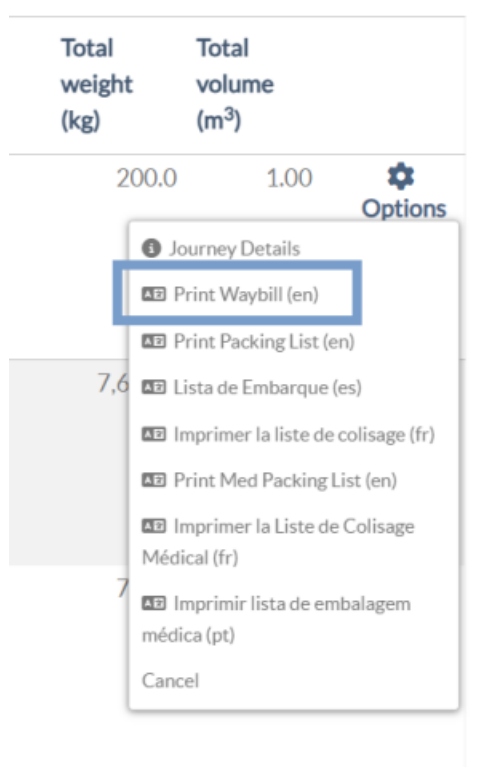 Total
weight
(kg)
Total
volume
(m³)
200.0
1.00
Options
Journey Details
Print Waybill (en)
Print Packing List (en)
7,6
Lista de Embarque (es)
Imprimer la liste de colisage (fr)
Print Med Packing List (en)
Imprimer la Liste de Colisage
Médical (fr)
7
Imprimir lista de embalagem
médica (pt)
Cancel